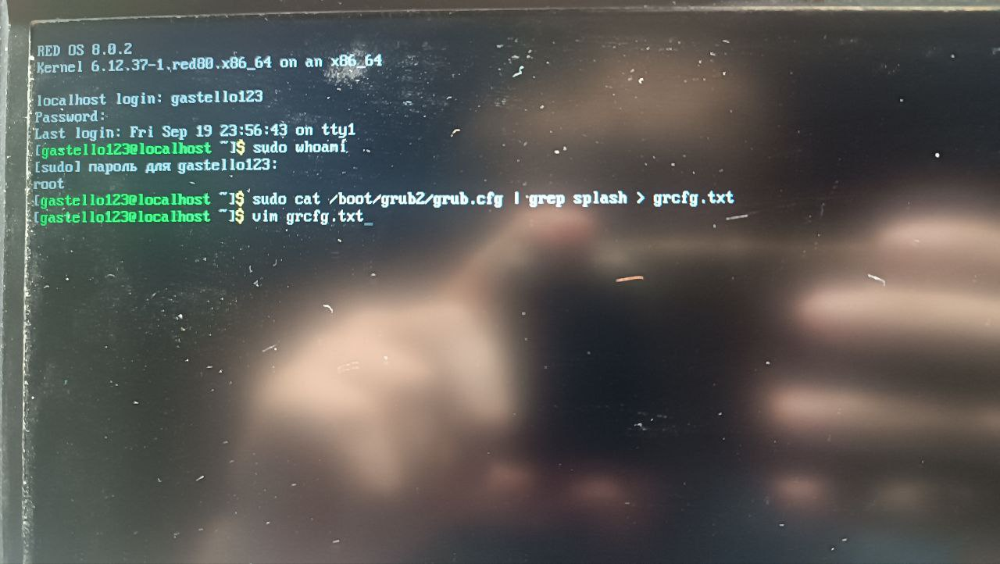 RED OS 8.0.2
Kernel 6.12.37-1.red80.x86_64 on an x86_64
localhost login: gastello123
Password:
Last login: Fri Sep 19 23:56:43 on tty1
[gastello123@localhost ~]$ sudo whoami
[sudo] пароль для gastello123:
root
[gastello123@localhost ~]$ sudo cat /boot/grub2/grub.cfg | grep splash > grcfg.txt
[gastello123@localhost ~]$ vim grcfg.txt_